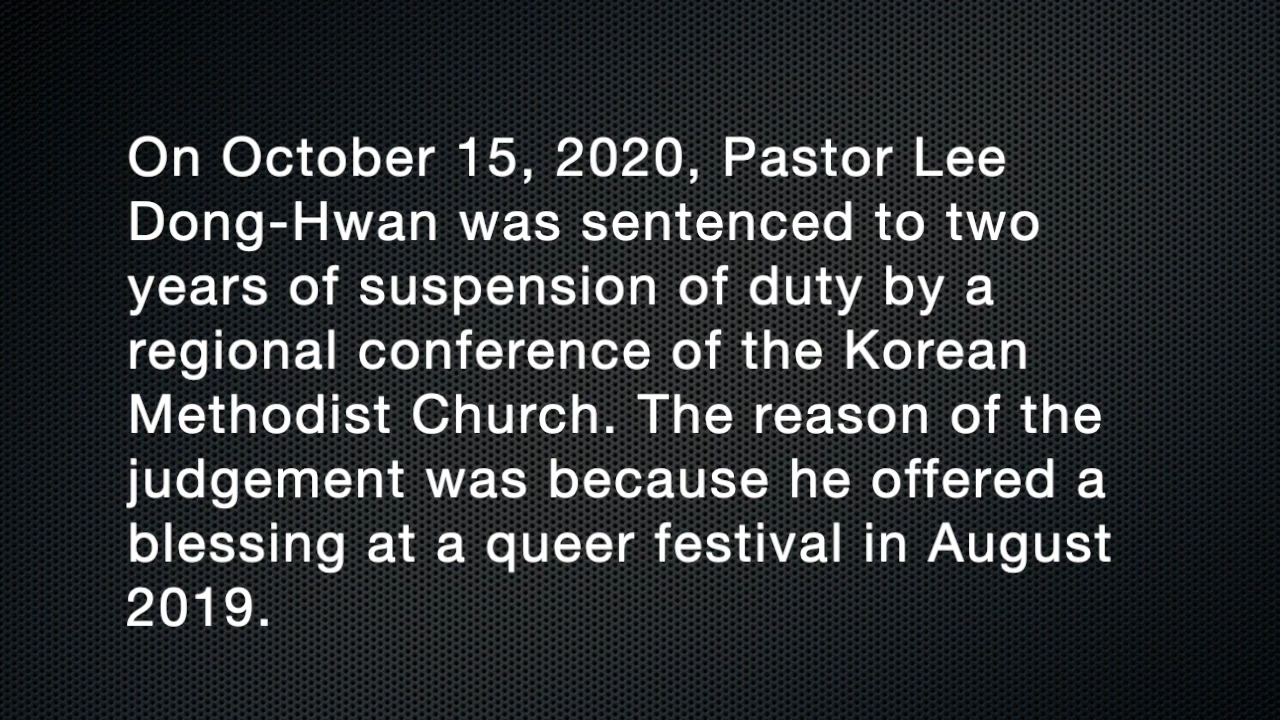 On October 15, 2020, Pastor Lee
Dong-Hwan was sentenced to two
years of suspension of duty by a
regional conference of the Korean
Methodist Church. The reason of the
judgement was because he offered a
blessing at a queer festival in August
2019.